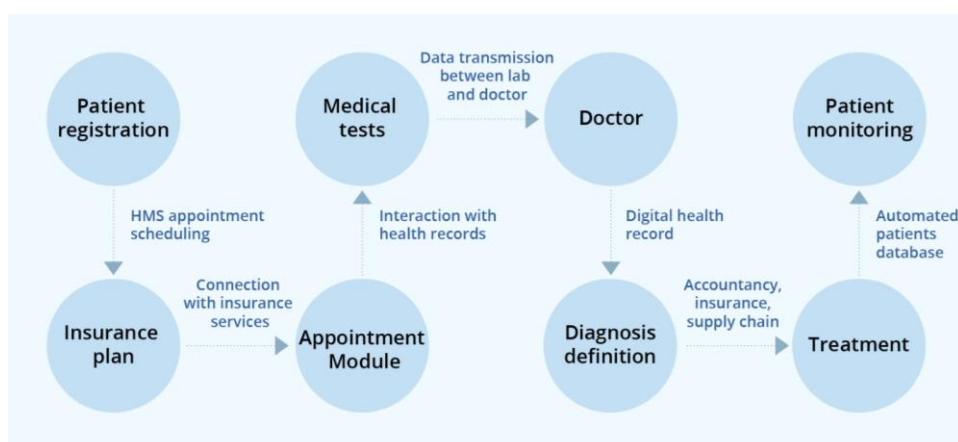 Patient
registration
HMS appointment
scheduling
Insurance
plan
Connection
with insurance
services
Appointment
Module
Interaction with
health records
Medical
tests
Data transmission
between lab
and doctor
Doctor
Digital health
record
Diagnosis
definition
Accountancy,
insurance,
supply chain
Treatment
Automated
patients
database
Patient
monitoring